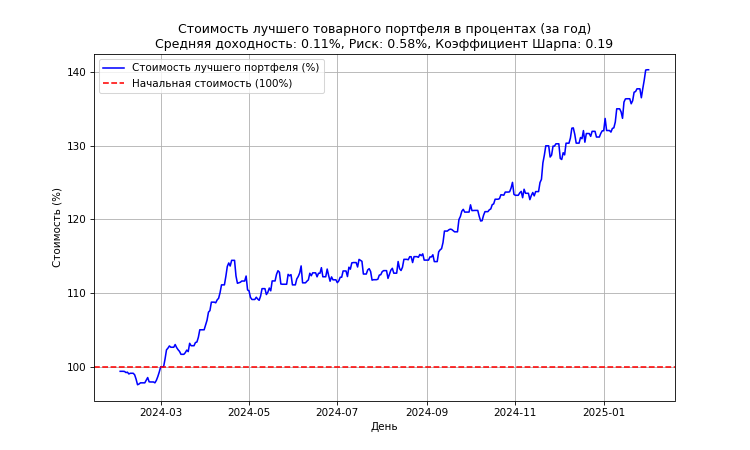 Стоимость лучшего товарного портфеля в процентах (за год)
Средняя доходность: 0.11%, Риск: 0.58%, Коэффициент Шарпа: 0.19
Стоимость лучшего портфеля (%)
Начальная стоимость (100%)
Стоимость (%)
140
130
120
110
100
2024-03 2024-05 2024-07 2024-09 2024-11 2025-01
День